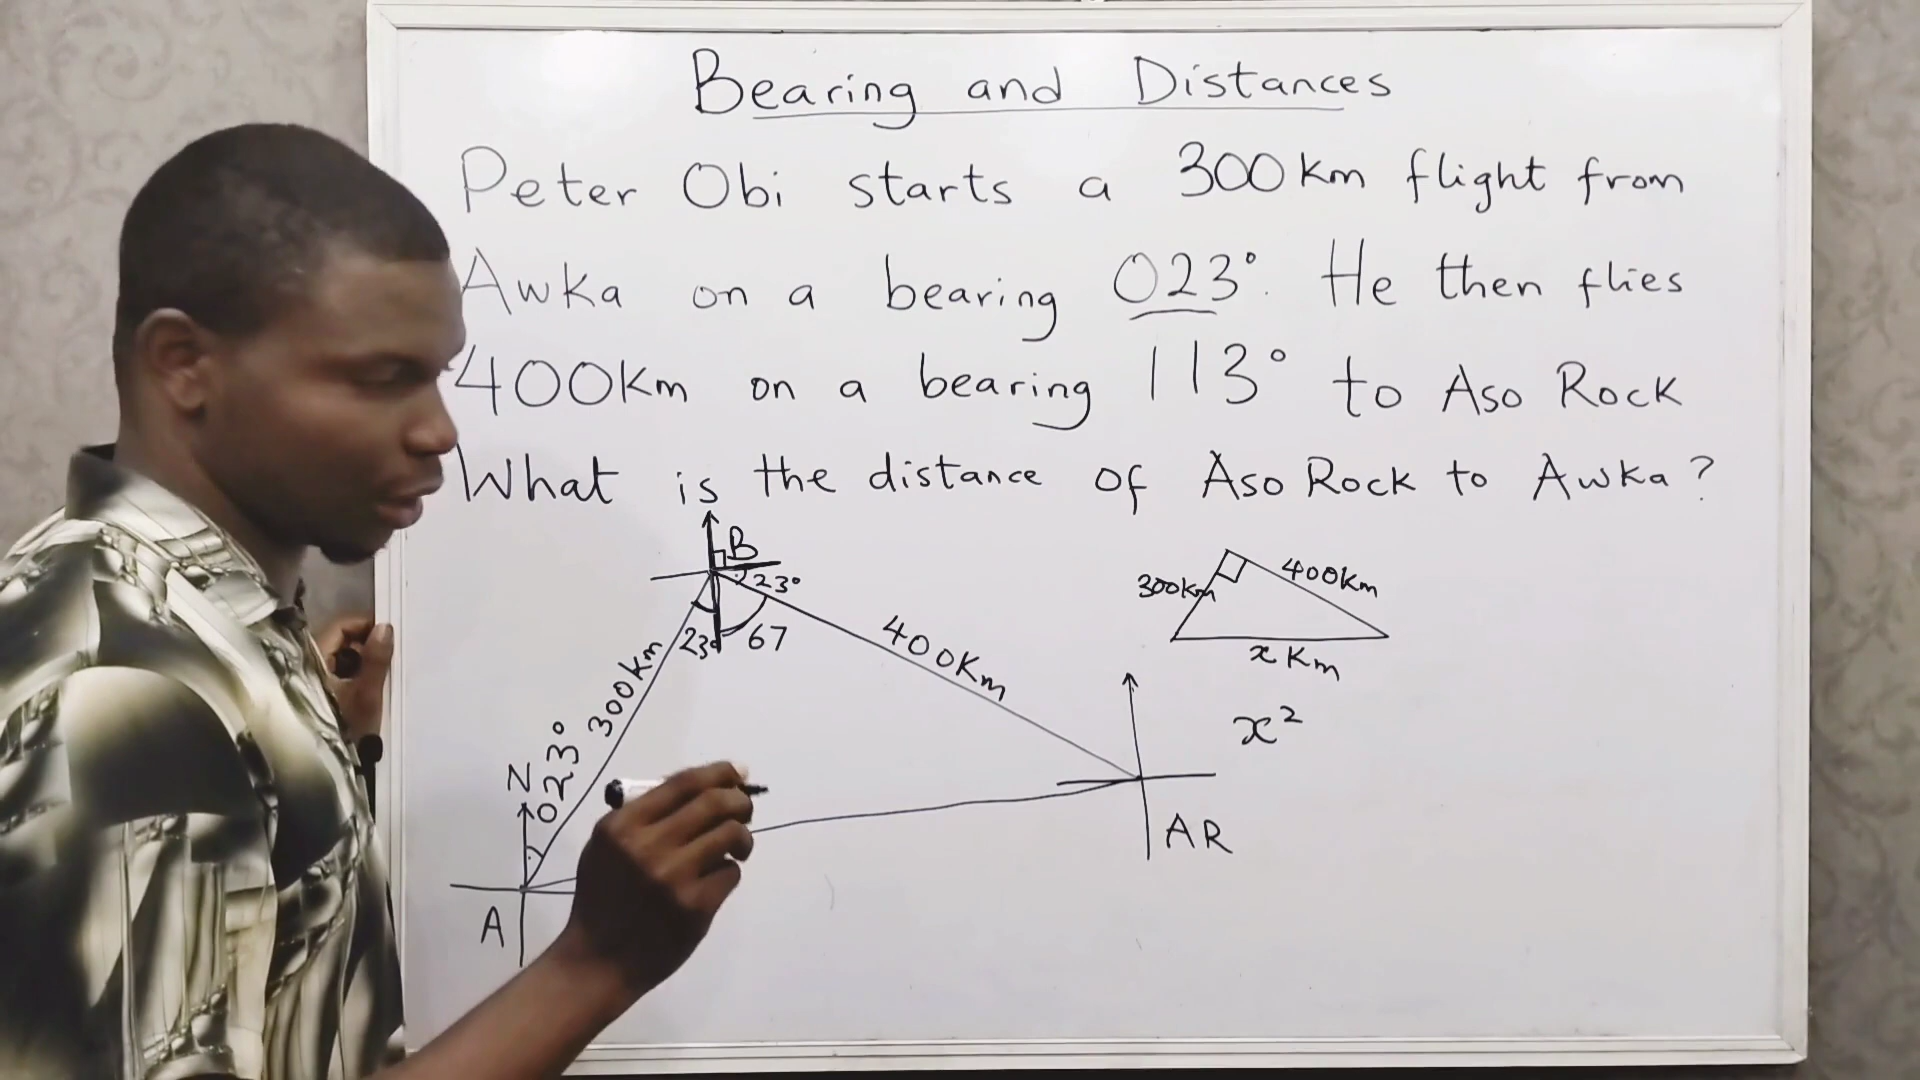 Bearing and Distances
Peter Obi starts a 300km flight from
Awka on a bearing 023°. He then flies
400km on a bearing 113° to Aso Rock
What is the distance of Aso Rock to Awka?
B
23°
23°
67
300km
400km
N
023°
A
AR
300km
400km
x km
x²